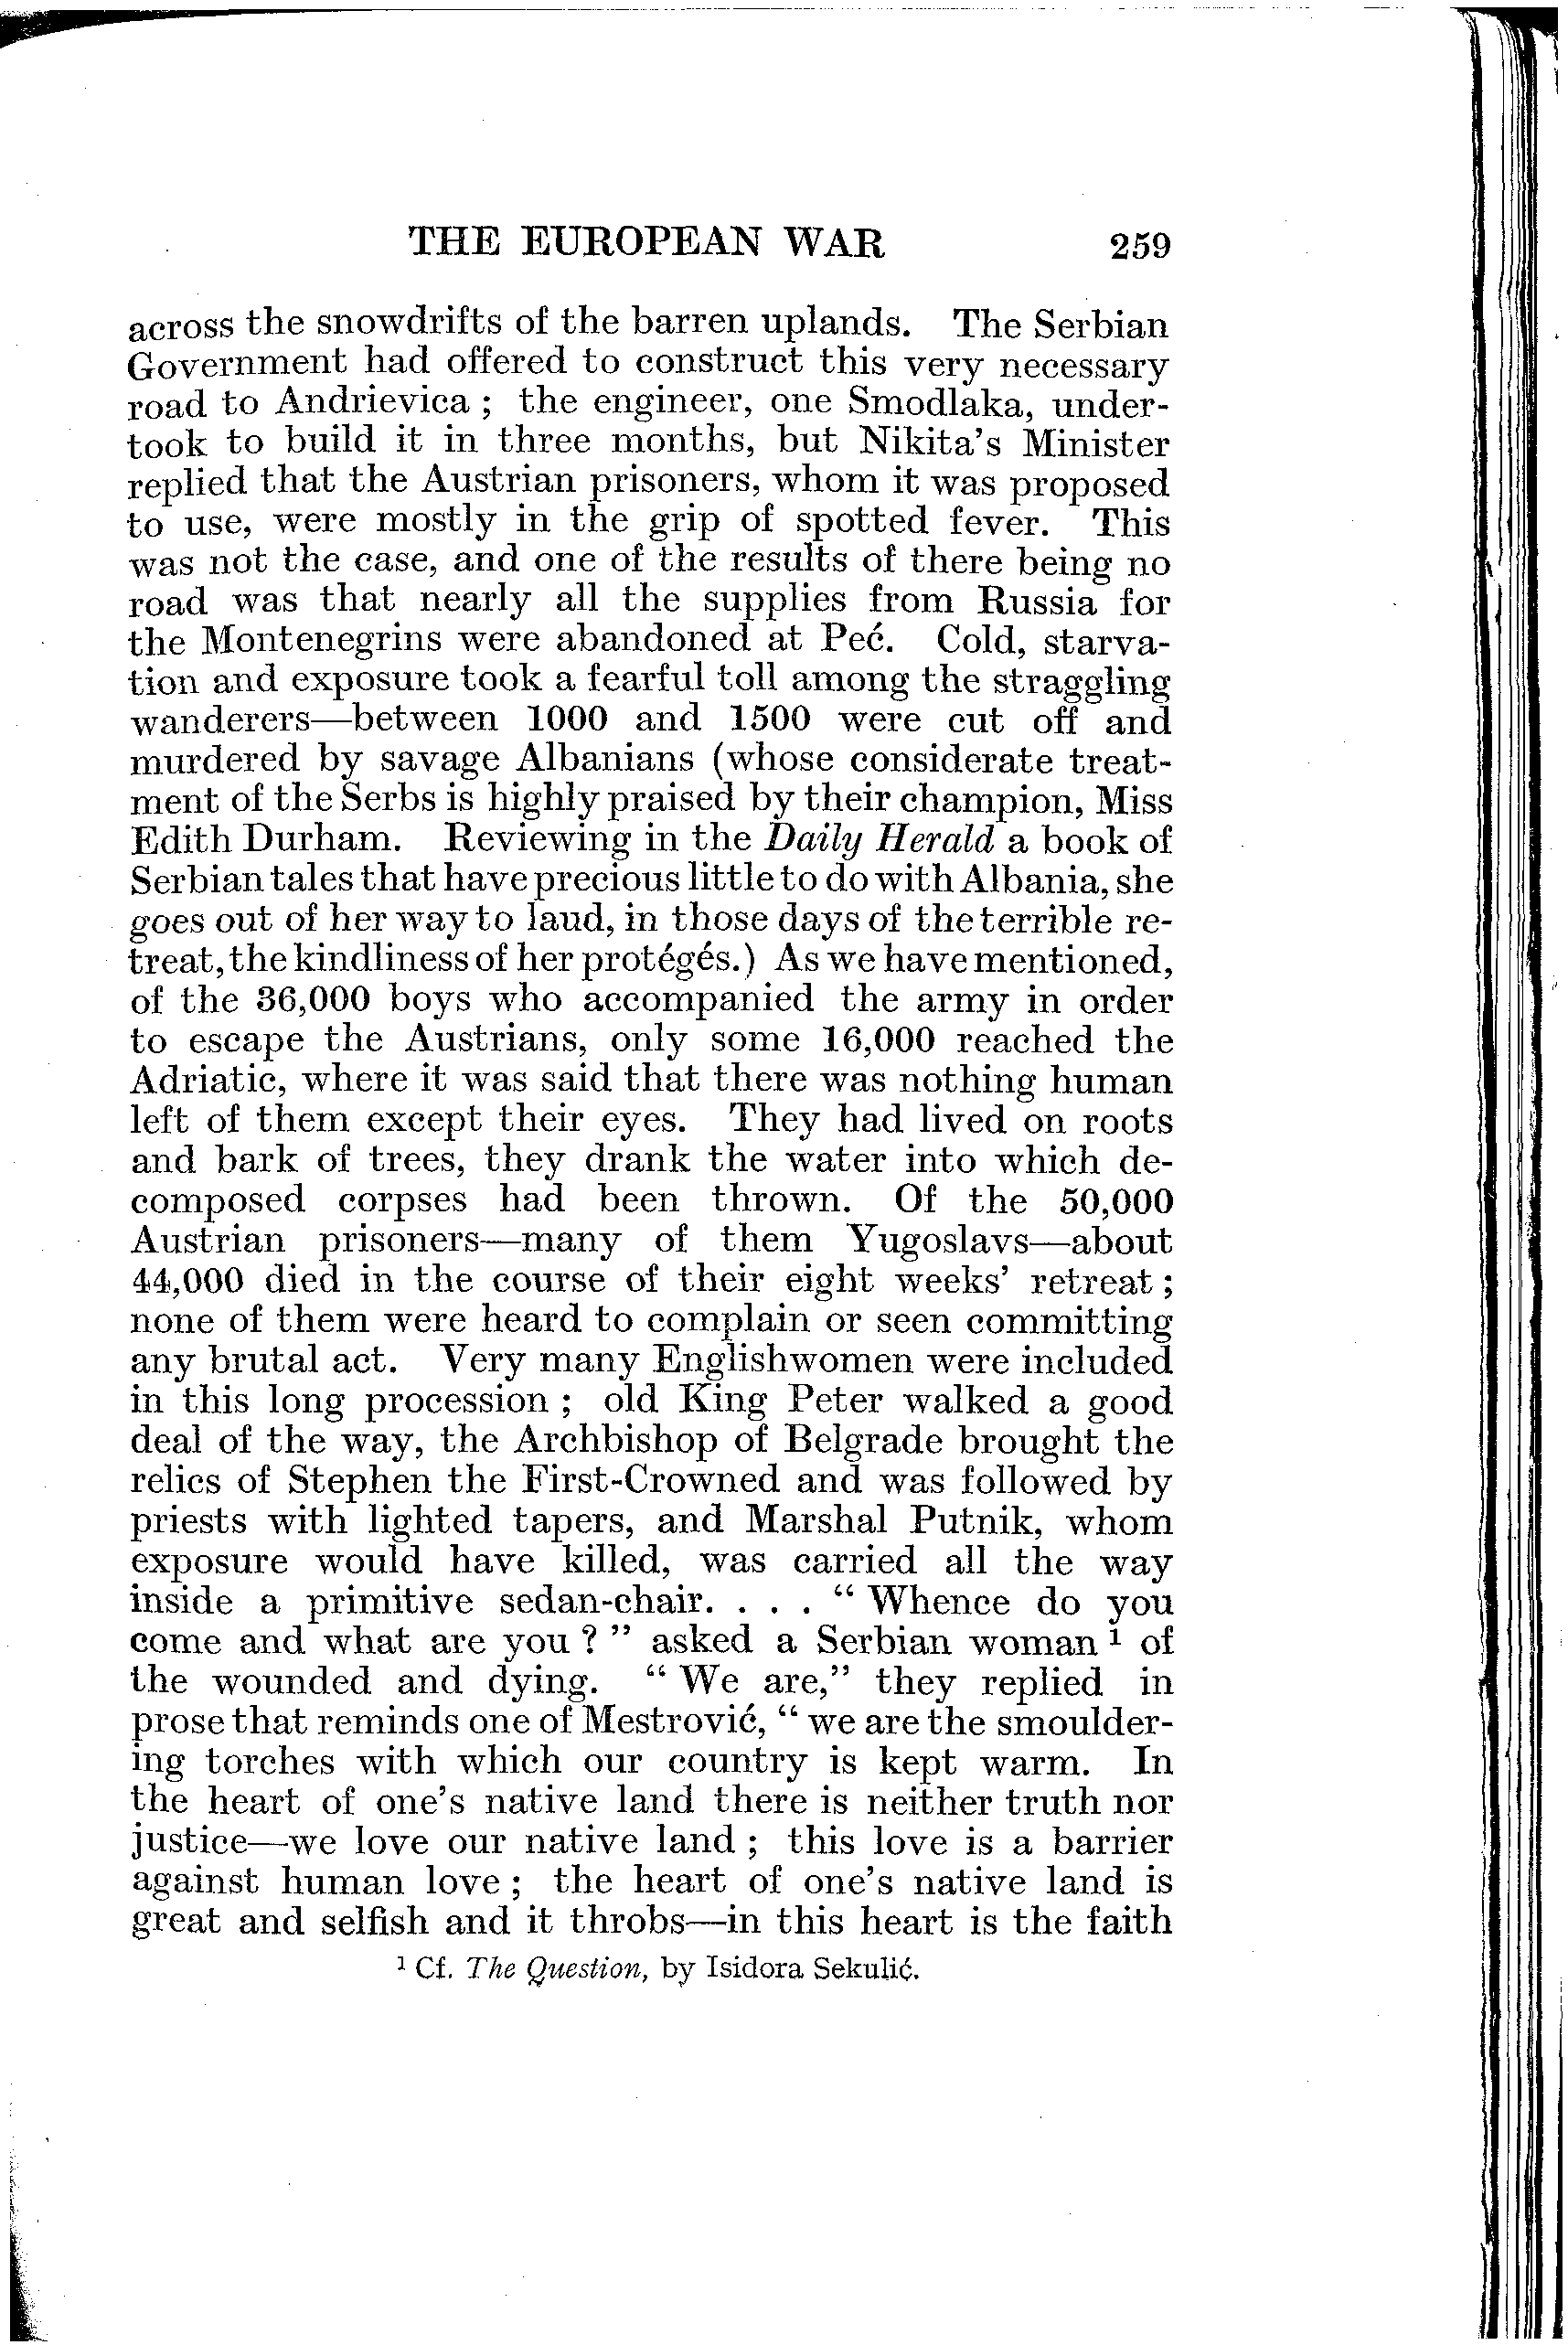 THE EUROPEAN WAR 259
across the snowdrifts of the barren uplands. The Serbian
Government had offered to construct this very necessary
road to Andrievica ; the engineer, one Smodlaka, under-
took to build it in three months, but Nikita's Minister
replied that the Austrian prisoners, whom it was proposed
to use, were mostly in the grip of spotted fever. This
was not the case, and one of the results of there being no
road was that nearly all the supplies from Russia for
the Montenegrins were abandoned at Peć. Cold, starva-
tion and exposure took a fearful toll among the straggling
wanderers—between 1000 and 1500 were cut off and
murdered by savage Albanians (whose considerate treat-
ment of the Serbs is highly praised by their champion, Miss
Edith Durham. Reviewing in the Daily Herald a book of
Serbian tales that have precious little to do with Albania, she
goes out of her way to laud, in those days of the terrible re-
treat, the kindliness of her protégés.) As we have mentioned,
of the 36,000 boys who accompanied the army in order
to escape the Austrians, only some 16,000 reached the
Adriatic, where it was said that there was nothing human
left of them except their eyes. They had lived on roots
and bark of trees, they drank the water into which de-
composed corpses had been thrown. Of the 50,000
Austrian prisoners—many of them Yugoslavs—about
44,000 died in the course of their eight weeks' retreat ;
none of them were heard to complain or seen committing
any brutal act. Very many Englishwomen were included
in this long procession ; old King Peter walked a good
deal of the way, the Archbishop of Belgrade brought the
relics of Stephen the First-Crowned and was followed by
priests with lighted tapers, and Marshal Putnik, whom
exposure would have killed, was carried all the way
inside a primitive sedan-chair. . . . “ Whence do you
come and what are you ? ” asked a Serbian woman ¹ of
the wounded and dying. “ We are,” they replied in
prose that reminds one of Mestrović, “ we are the smoulder-
ing torches with which our country is kept warm. In
the heart of one's native land there is neither truth nor
justice—we love our native land ; this love is a barrier
against human love ; the heart of one's native land is
great and selfish and it throbs—in this heart is the faith
¹ Cf. The Question, by Isidora Sekulić.